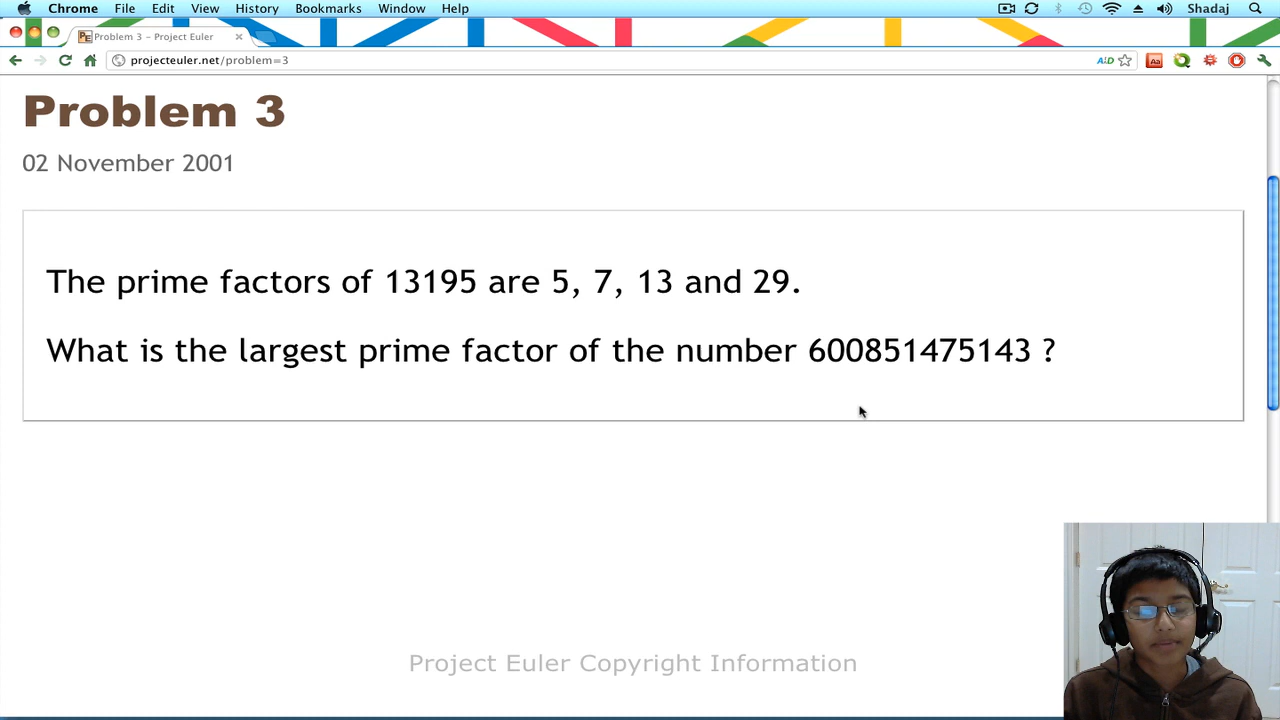 Chrome File Edit View History Bookmarks Window Help Shadaj
Problem 3 – Project Euler
projecteuler.net/problem=3
Problem 3
02 November 2001
The prime factors of 13195 are 5, 7, 13 and 29.
What is the largest prime factor of the number 600851475143 ?
Project Euler Copyright Information